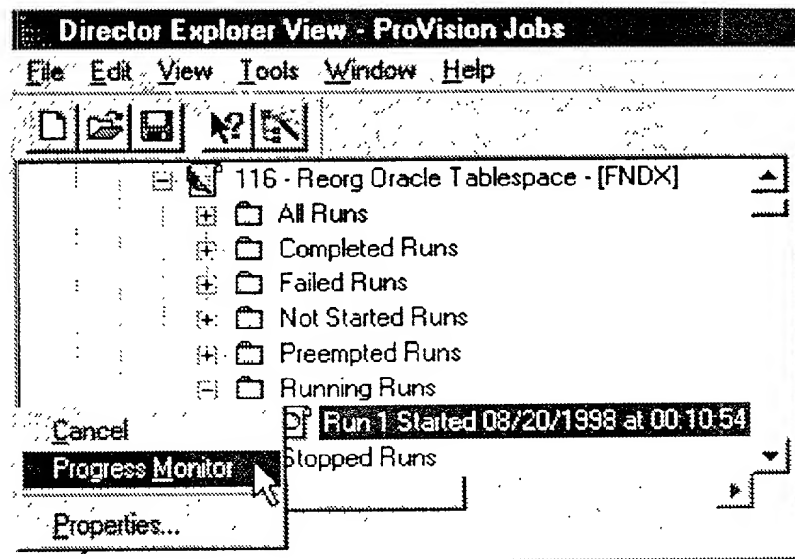 Director Explorer View - ProVision Jobs
File Edit View Tools Window Help
116 - Reorg Oracle Tablespace - [FNDX]
All Runs
Completed Runs
Failed Runs
Not Started Runs
Preempted Runs
Running Runs
Run 1 Started 08/20/1998 at 00:10:54
Stopped Runs
Cancel
Progress Monitor
Properties...